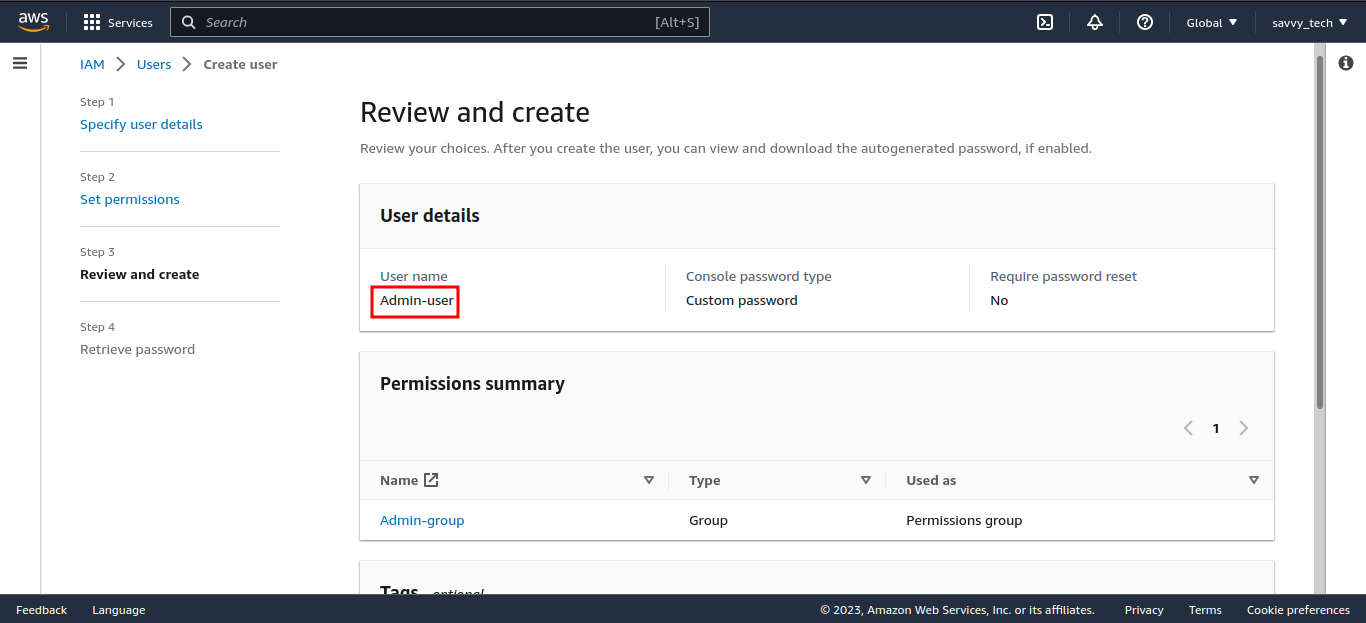 aws
Services
Search
[Alt+S]
Global
savvy_tech
IAM
Users
Create user
Step 1
Specify user details
Step 2
Set permissions
Step 3
Review and create
Step 4
Retrieve password
Review and create
Review your choices. After you create the user, you can view and download the autogenerated password, if enabled.
User details
User name
Admin-user
Console password type
Custom password
Require password reset
No
Permissions summary
1
Name
Type
Used as
Admin-group
Group
Permissions group
Tags optional
Feedback
Language
© 2023, Amazon Web Services, Inc. or its affiliates.
Privacy
Terms
Cookie preferences